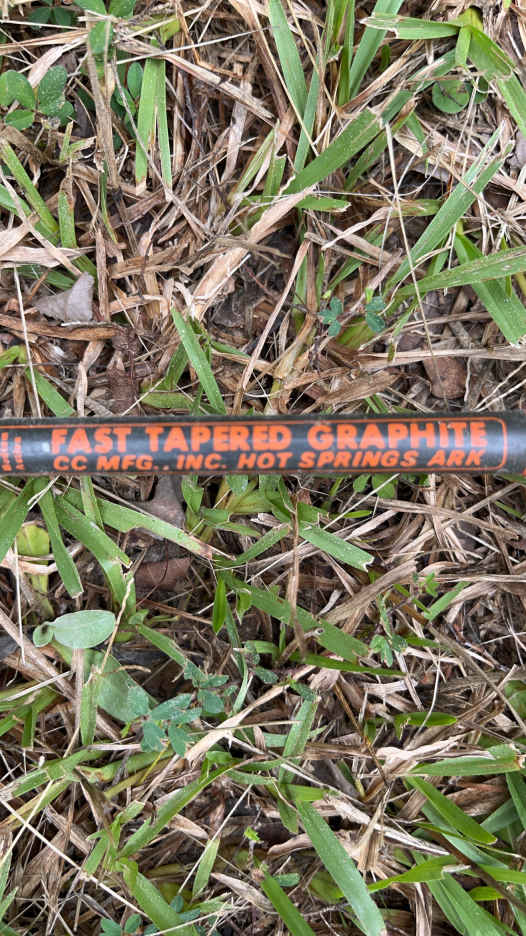 FAST TAPERED GRAPHITE
CC MFG., INC. HOT SPRINGS ARK